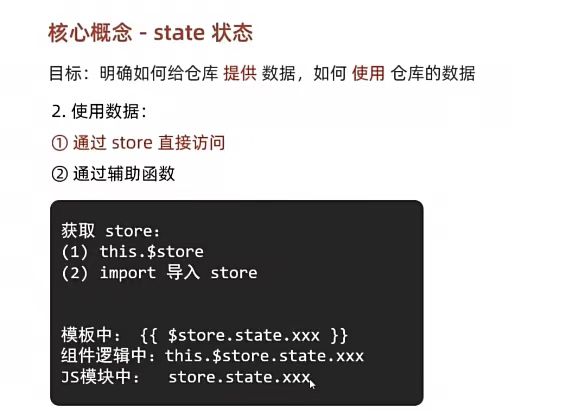 核心概念 - state 状态
目标：明确如何给仓库 提供 数据，如何 使用 仓库的数据
2. 使用数据：
① 通过 store 直接访问
② 通过辅助函数
获取 store：
(1) this.$store
(2) import 导入 store
模板中： {{ $store.state.xxx }}
组件逻辑中：this.$store.state.xxx
JS模块中： store.state.xxx